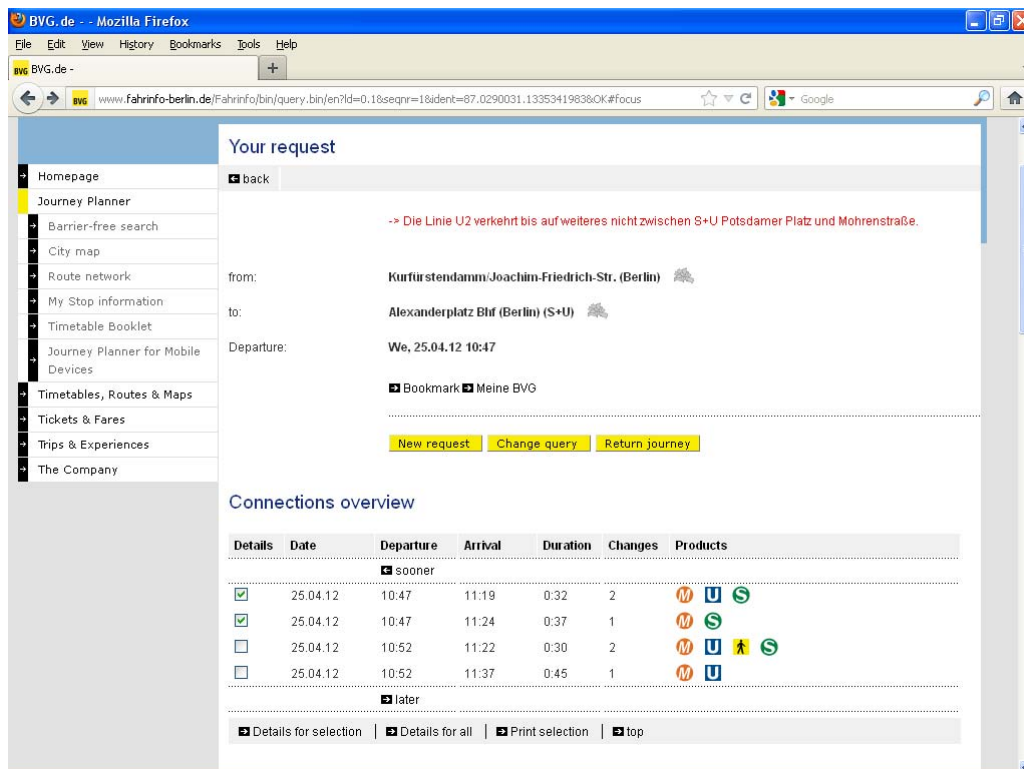 BVG.de - - Mozilla Firefox
File Edit View History Bookmarks Tools Help
BVG BVG.de - +
BVG www.fahrinfo-berlin.de/Fahrinfo/bin/query.bin/en?ld=0.1&seqnr=1&ident=87.0290031.1335341983&OK#focus Google
Your request
Homepage
back
Journey Planner
Barrier-free search
-> Die Linie U2 verkehrt bis auf weiteres nicht zwischen S+U Potsdamer Platz und Mohrenstraße.
City map
Route network
from: Kurfürstendamm/Joachim-Friedrich-Str. (Berlin)
My Stop information
to: Alexanderplatz Bhf (Berlin) (S+U)
Timetable Booklet
Journey Planner for Mobile
Devices
Departure: We, 25.04.12 10:47
Timetables, Routes & Maps
Bookmark Meine BVG
Tickets & Fares
Trips & Experiences
New request Change query Return journey
The Company
Connections overview
Details Date Departure Arrival Duration Changes Products
sooner
25.04.12 10:47 11:19 0:32 2 M U S
25.04.12 10:47 11:24 0:37 1 M S
25.04.12 10:52 11:22 0:30 2 M U S
25.04.12 10:52 11:37 0:45 1 M U
later
Details for selection | Details for all | Print selection | top